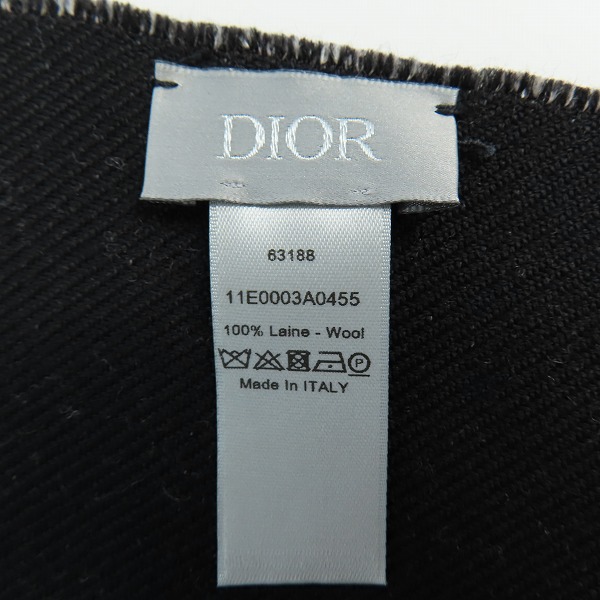 DIOR
63188
11E0003A0455
100% Laine - Wool
P
Made In ITALY